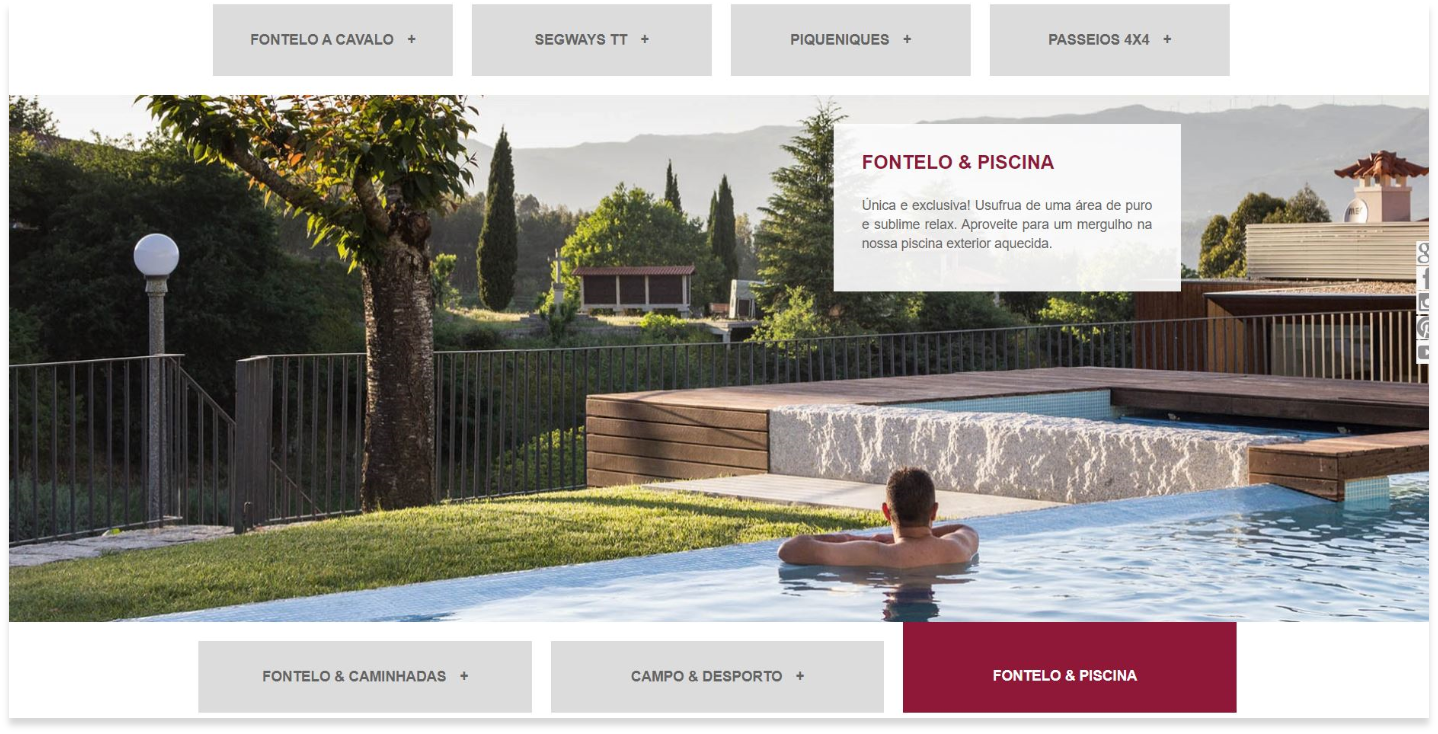 FONTELO A CAVALO +
SEGWAYS TT +
PIQUENIQUES +
PASSEIOS 4X4 +
FONTELO & PISCINA
Única e exclusiva! Usufrua de uma área de puro
e sublime relax. Aproveite para um mergulho na
nossa piscina exterior aquecida.
FONTELO & CAMINHADAS +
CAMPO & DESPORTO +
FONTELO & PISCINA